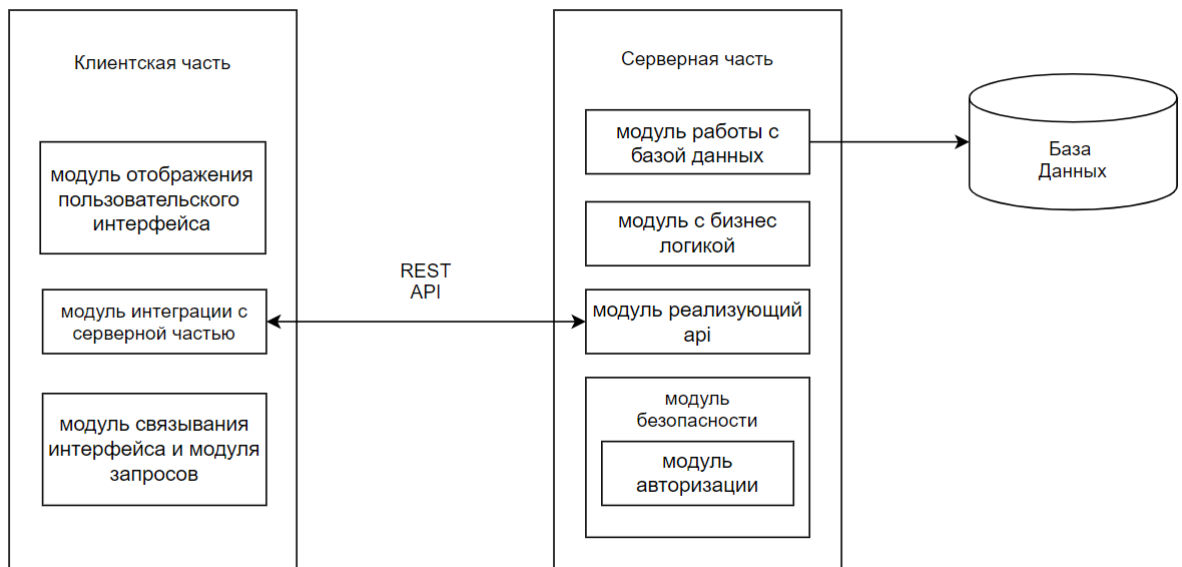 Клиентская часть
модуль отображения
пользовательского
интерфейса
модуль интеграции с
серверной частью
модуль связывания
интерфейса и модуля
запросов
REST
API
Серверная часть
модуль работы с
базой данных
модуль с бизнес
логикой
модуль реализующий
api
модуль
безопасности
модуль
авторизации
База
Данных